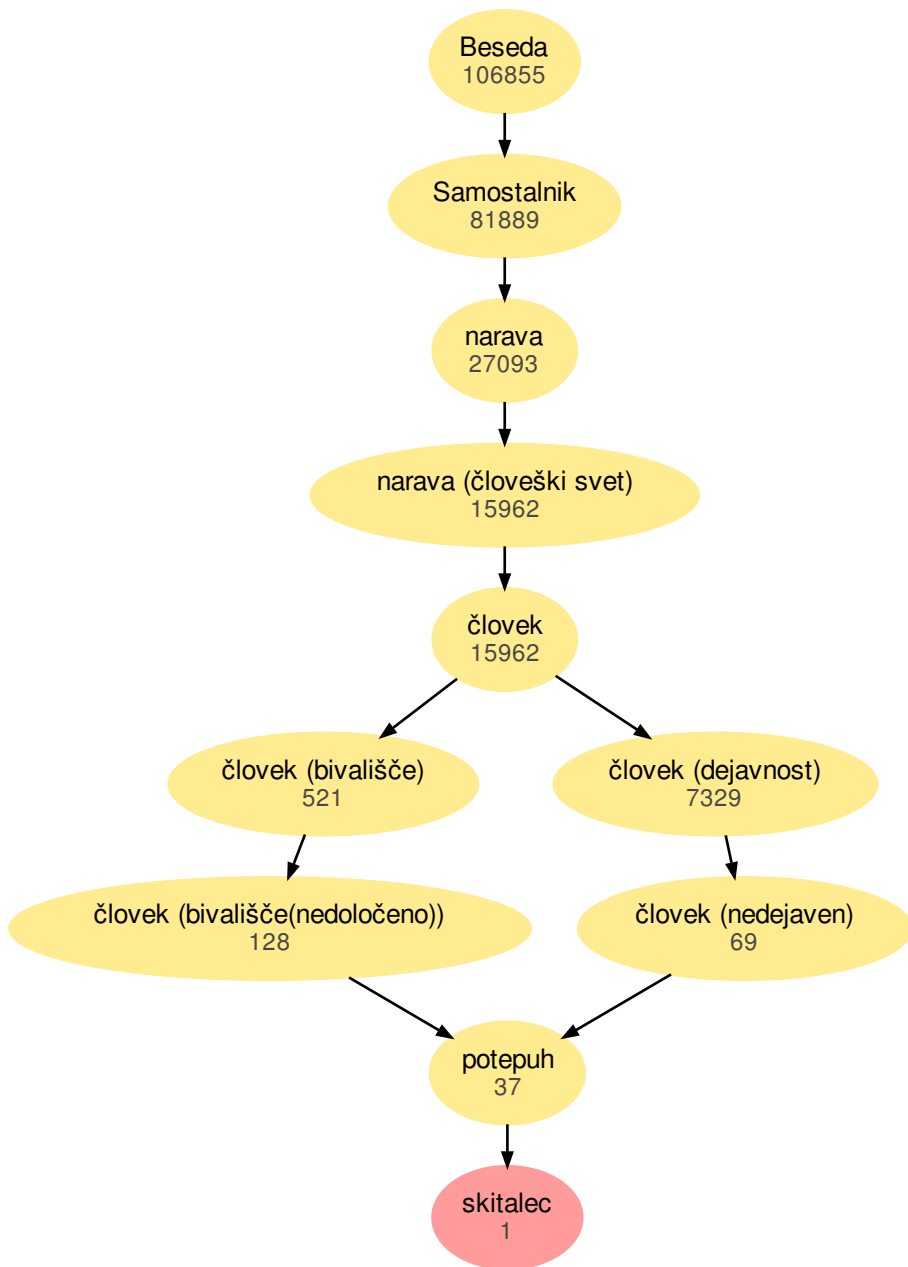 Beseda
106855
Samostalnik
81889
narava
27093
narava (človeški svet)
15962
človek
15962
človek (bivališče)
521
človek (dejavnost)
7329
človek (bivališče(nedoločeno))
128
človek (nedejaven)
69
potepuh
37
skitalec
1